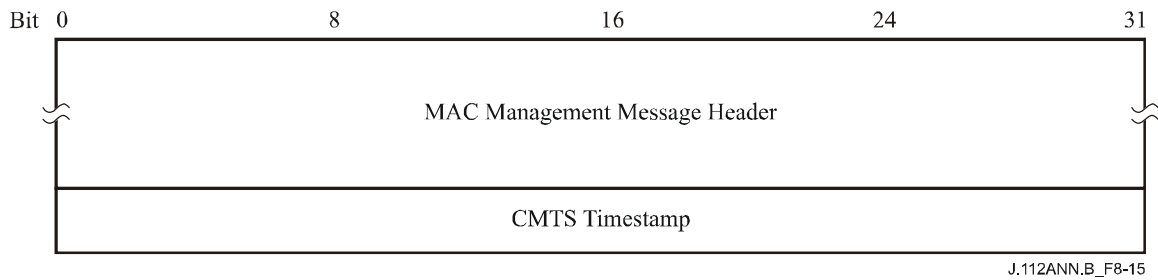 Bit 0 8 16 24 31
MAC Management Message Header
CMTS Timestamp
J.112ANN.B_F8-15